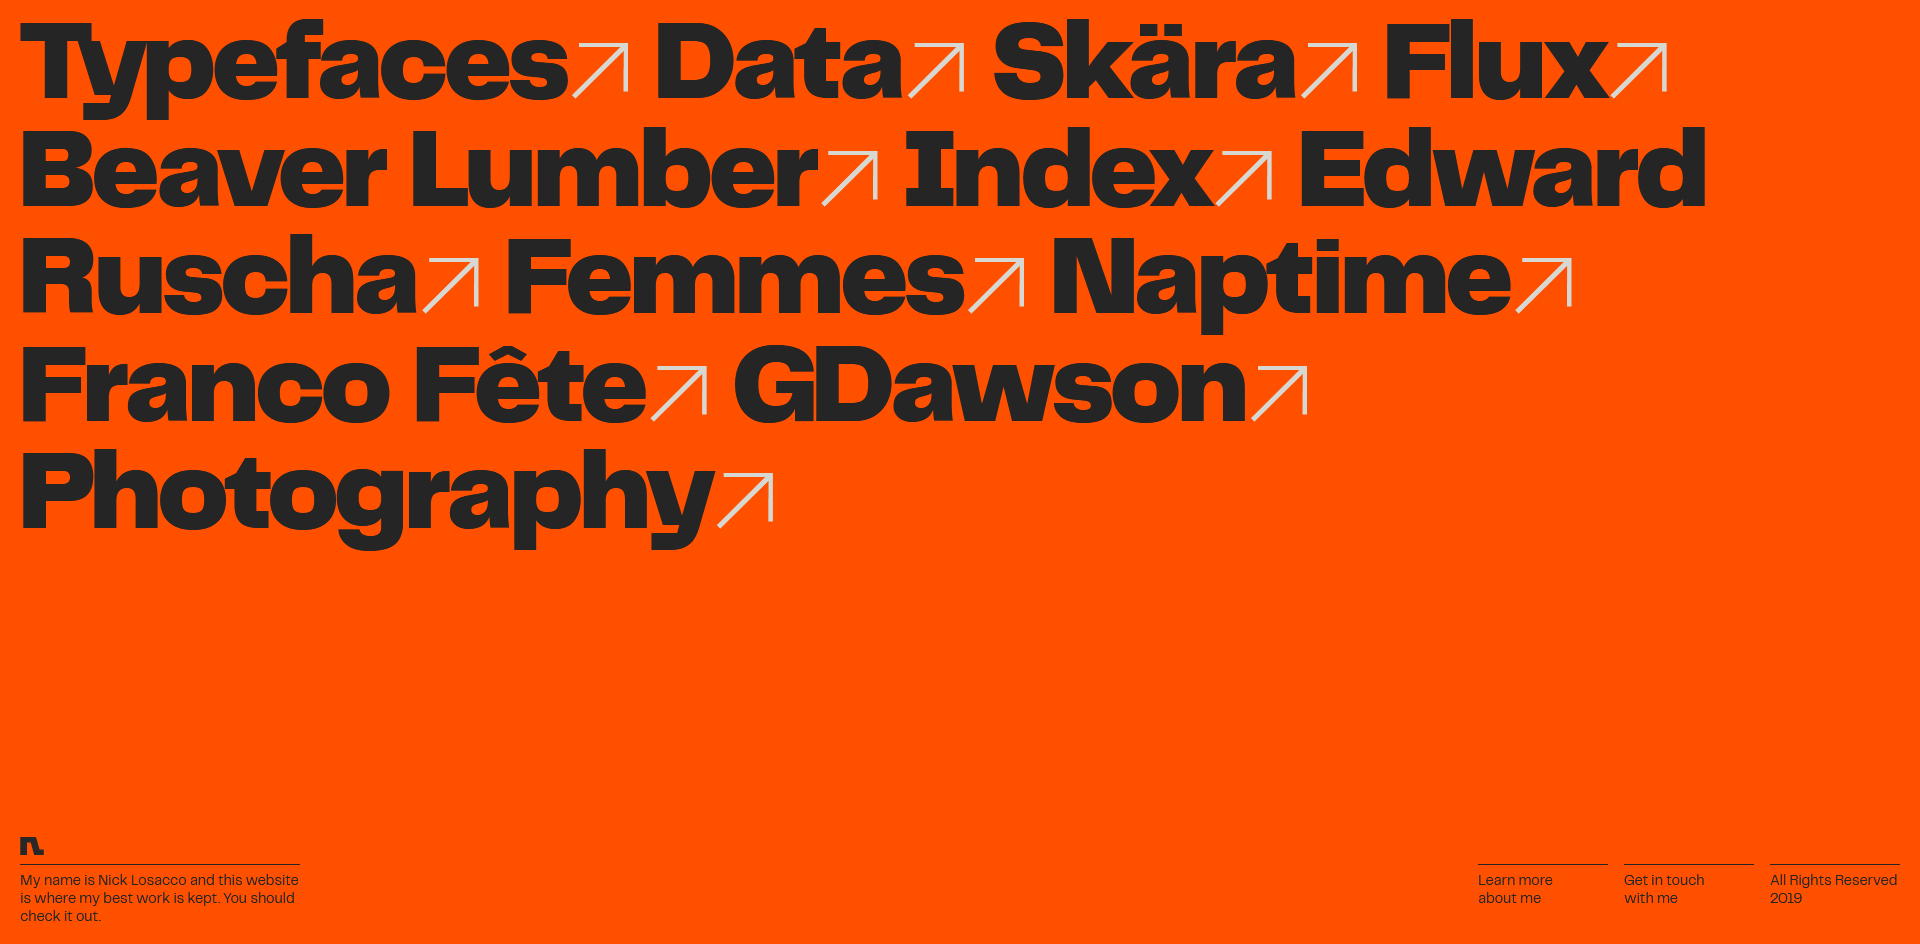 Typefaces↗ Data↗ Skära↗ Flux↗
Beaver Lumber↗ Index↗ Edward
Ruscha↗ Femmes↗ Naptime↗
Franco Fête↗ GDawson↗
Photography↗
My name is Nick Losacco and this website
is where my best work is kept. You should
check it out.
Learn more
about me
Get in touch
with me
All Rights Reserved
2019